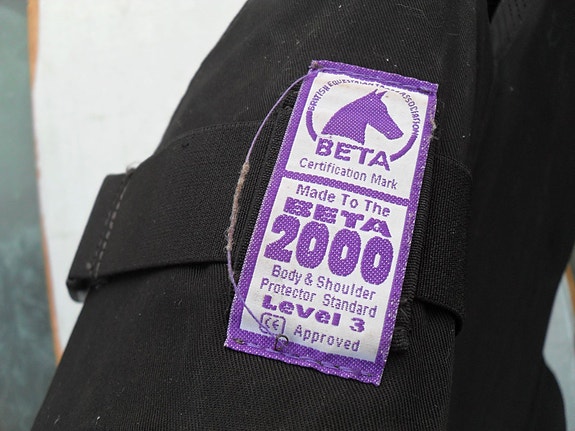 BRITISH EQUESTRIAN TRADE ASSOCIATION
BETA
Certification Mark
Made To The
BETA
2000
Body & Shoulder
Protector Standard
Level 3
CE Approved